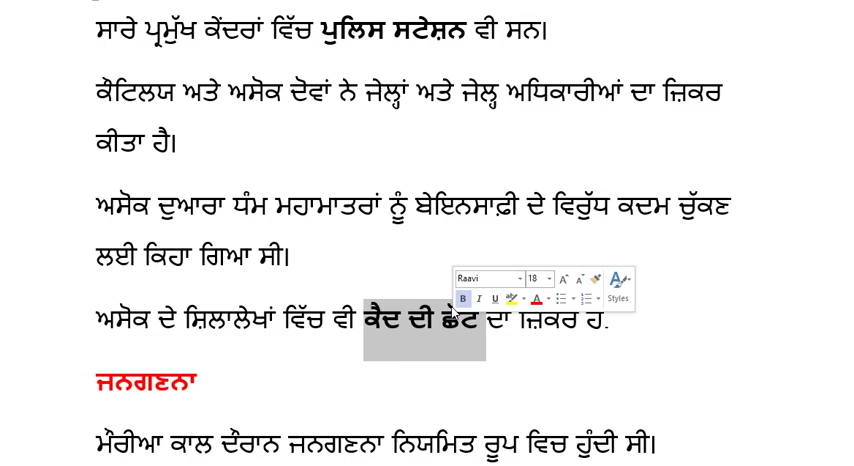 ਸਾਰੇ ਪ੍ਰਮੁੱਖ ਕੇਂਦਰਾਂ ਵਿੱਚ ਪੁਲਿਸ ਸਟੇਸ਼ਨ ਵੀ ਸਨ।
ਕੌਟਿਲਯ ਅਤੇ ਅਸੋਕ ਦੋਵਾਂ ਨੇ ਜੇਲ੍ਹਾਂ ਅਤੇ ਜੇਲ੍ਹ ਅਧਿਕਾਰੀਆਂ ਦਾ ਜ਼ਿਕਰ
ਕੀਤਾ ਹੈ।
ਅਸੋਕ ਦੁਆਰਾ ਧੰਮ ਮਹਾਮਾਤਰਾਂ ਨੂੰ ਬੇਇਨਸਾਫ਼ੀ ਦੇ ਵਿਰੁੱਧ ਕਦਮ ਚੁੱਕਣ
ਲਈ ਕਿਹਾ ਗਿਆ ਸੀ।
Raavi 18
B I U Styles
ਅਸੋਕ ਦੇ ਸ਼ਿਲਾਲੇਖਾਂ ਵਿੱਚ ਵੀ ਕੈਦ ਦੀ ਛੋਟ ਦਾ ਜ਼ਿਕਰ ਹੈ.
ਜਨਗਣਨਾ
ਮੌਰੀਆ ਕਾਲ ਦੌਰਾਨ ਜਨਗਣਨਾ ਨਿਯਮਿਤ ਰੂਪ ਵਿਚ ਹੁੰਦੀ ਸੀ।